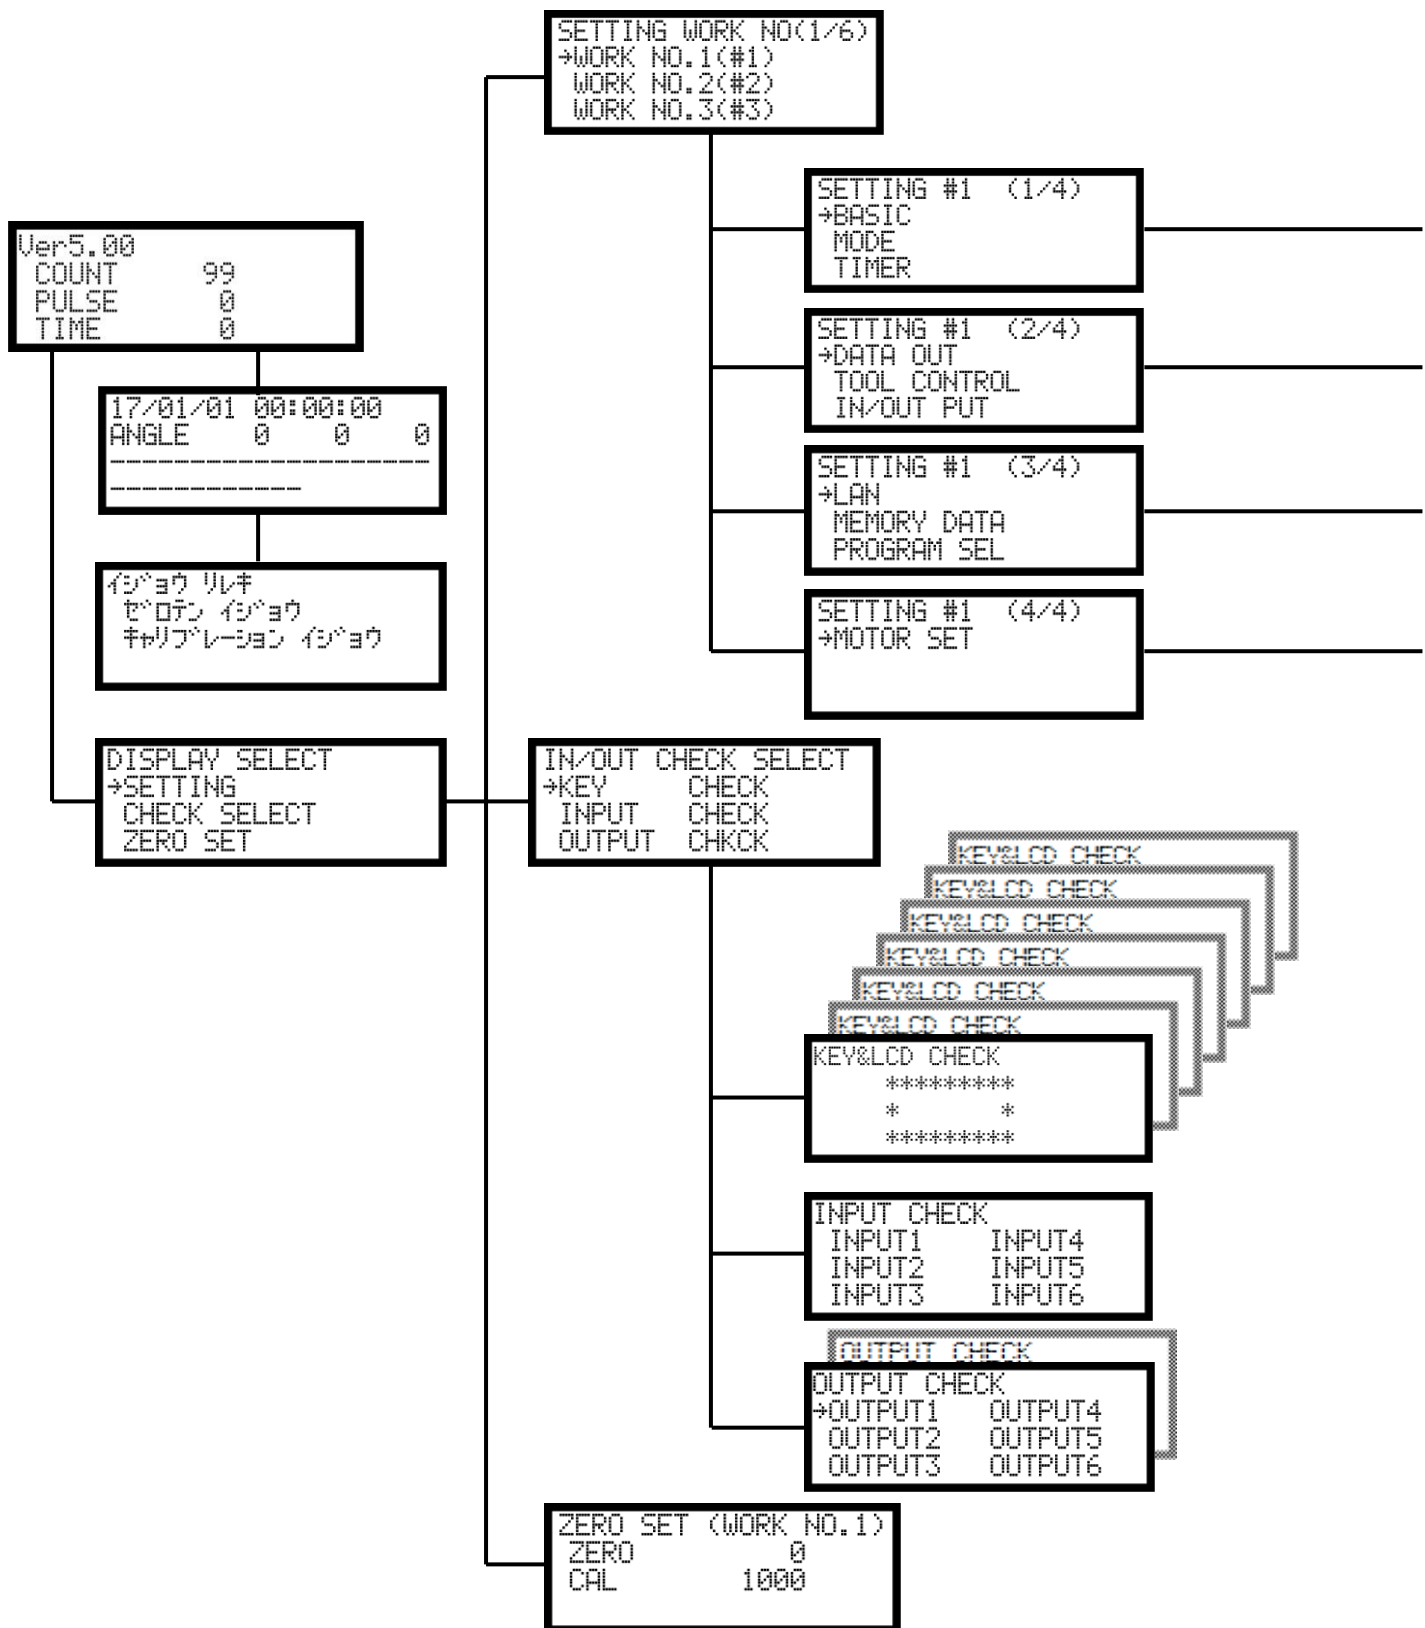 SETTING WORK NO(1/6)
→WORK NO.1(#1)
WORK NO.2(#2)
WORK NO.3(#3)
SETTING #1 (1/4)
→BASIC
MODE
TIMER
Ver5.00
COUNT 99
PULSE 0
TIME 0
SETTING #1 (2/4)
→DATA OUT
TOOL CONTROL
IN/OUT PUT
17/01/01 00:00:00
ANGLE 0 0 0
--------------------
------------
SETTING #1 (3/4)
→LAN
MEMORY DATA
PROGRAM SEL
イジョウ リレキ
ゼロテン イジョウ
キャリブレーション イジョウ
SETTING #1 (4/4)
→MOTOR SET
DISPLAY SELECT
→SETTING
CHECK SELECT
ZERO SET
IN/OUT CHECK SELECT
→KEY CHECK
INPUT CHECK
OUTPUT CHKCK
KEY&LCD CHECK
KEY&LCD CHECK
KEY&LCD CHECK
KEY&LCD CHECK
KEY&LCD CHECK
KEY&LCD CHECK
KEY&LCD CHECK
*********
* *
*********
INPUT CHECK
INPUT1 INPUT4
INPUT2 INPUT5
INPUT3 INPUT6
OUTPUT CHECK
OUTPUT CHECK
→OUTPUT1 OUTPUT4
OUTPUT2 OUTPUT5
OUTPUT3 OUTPUT6
ZERO SET (WORK NO.1)
ZERO 0
CAL 1000